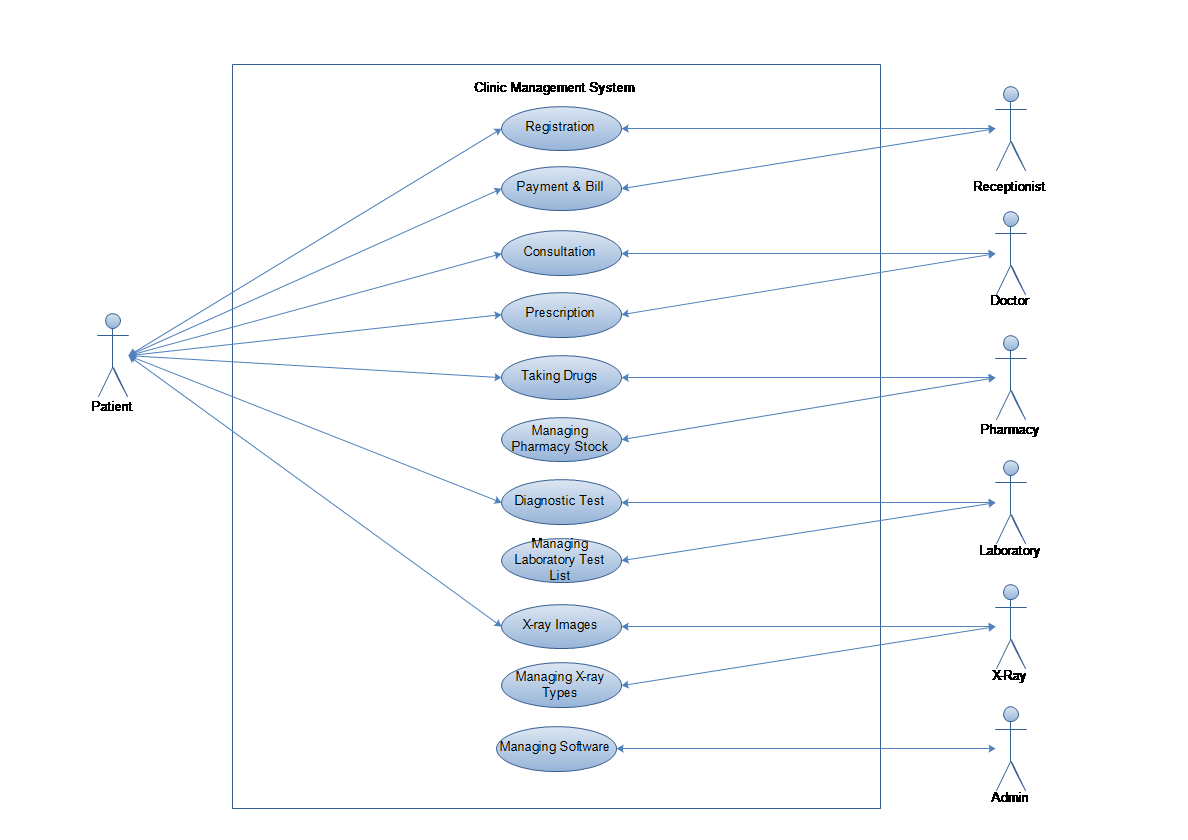 Clinic Management System
Registration
Receptionist
Payment & Bill
Consultation
Doctor
Prescription
Patient
Taking Drugs
Pharmacy
Managing
Pharmacy Stock
Diagnostic Test
Laboratory
Managing
Laboratory Test
List
X-ray Images
X-Ray
Managing X-ray
Types
Managing Software
Admin